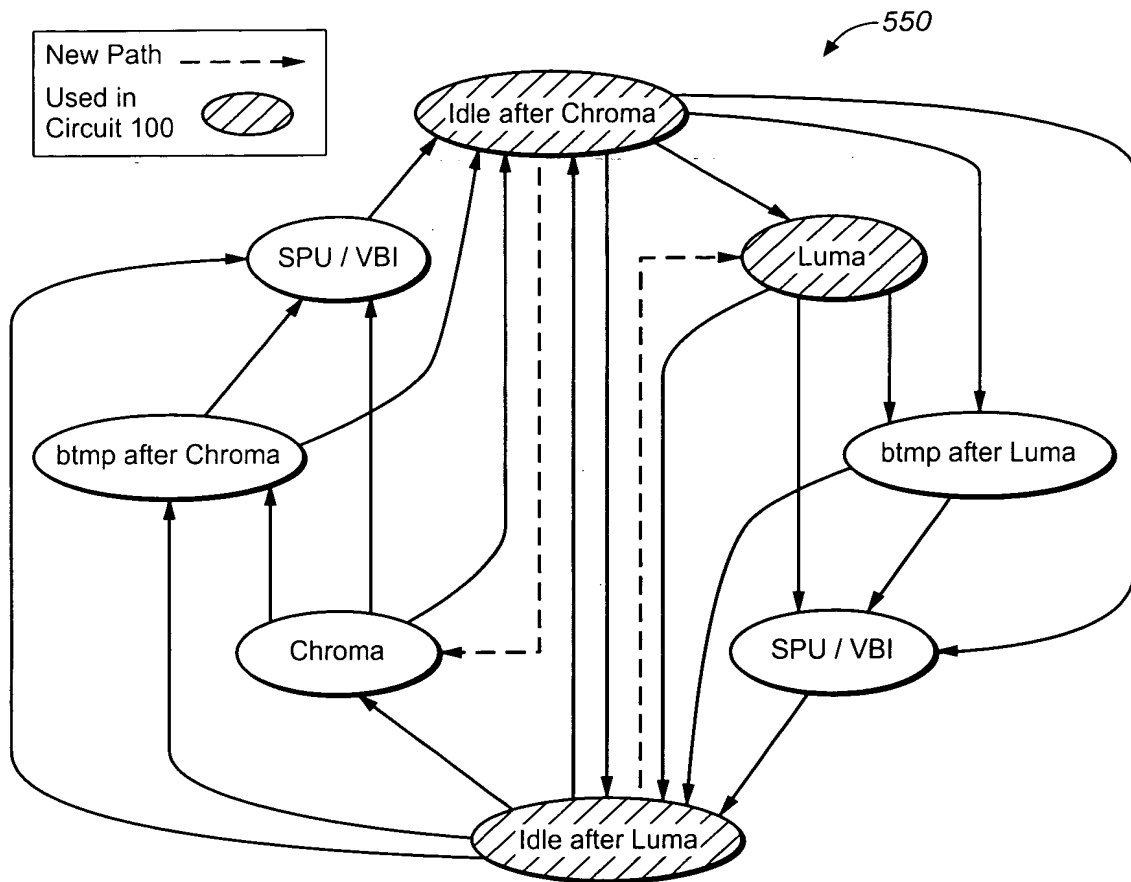 550
New Path
Used in
Circuit 100
Idle after Chroma
SPU / VBI
Luma
btmp after Chroma
btmp after Luma
Chroma
SPU / VBI
Idle after Luma